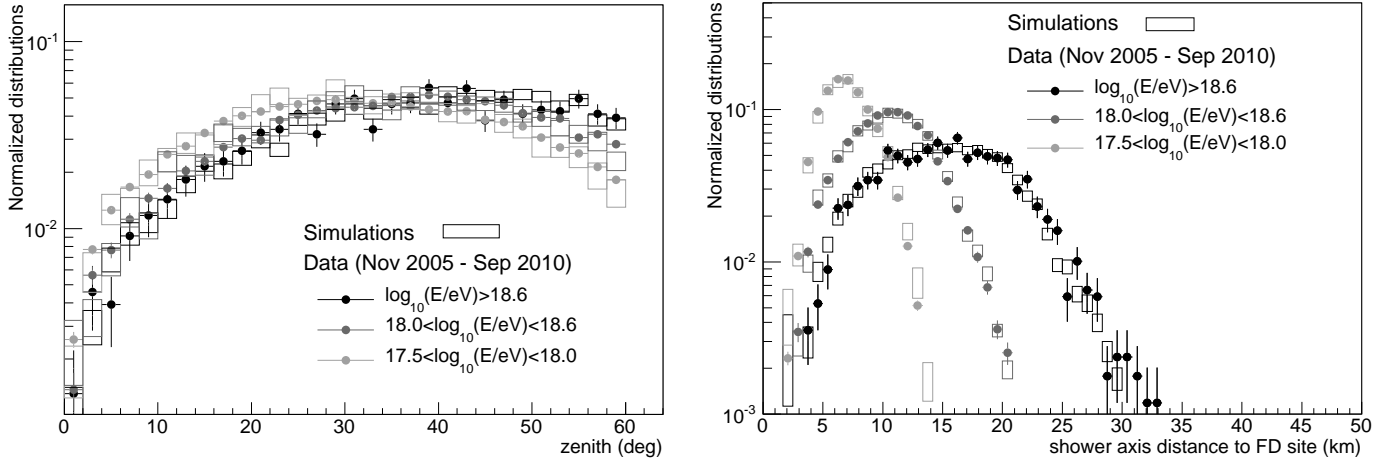 Normalized distributions
10⁻¹
10⁻²
Simulations
Data (Nov 2005 - Sep 2010)
log₁₀(E/eV)>18.6
18.0<log₁₀(E/eV)<18.6
17.5<log₁₀(E/eV)<18.0
0 10 20 30 40 50 60
zenith (deg)
Normalized distributions
10⁻¹
10⁻²
10⁻³
Simulations
Data (Nov 2005 - Sep 2010)
log₁₀(E/eV)>18.6
18.0<log₁₀(E/eV)<18.6
17.5<log₁₀(E/eV)<18.0
0 5 10 15 20 25 30 35 40 45 50
shower axis distance to FD site (km)